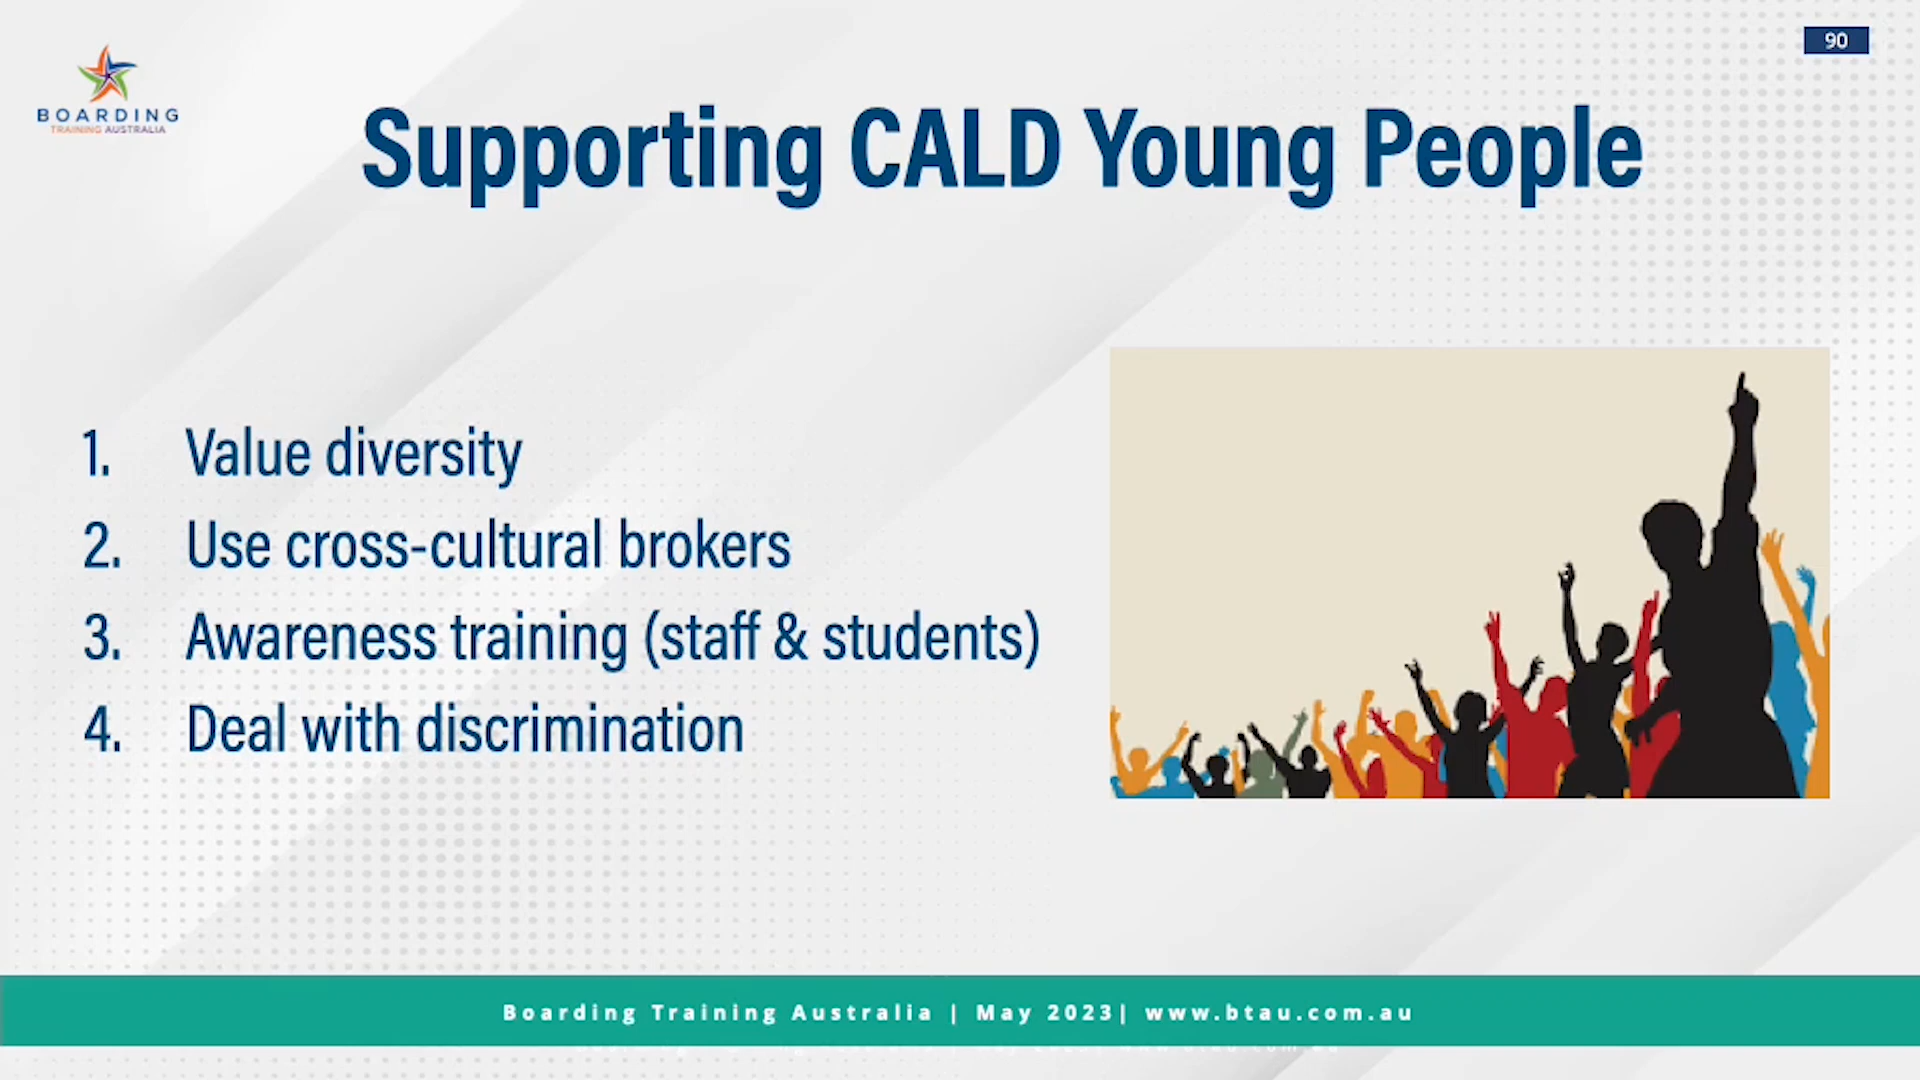 90
BOARDING
TRAINING AUSTRALIA
Supporting CALD Young People
1. Value diversity
2. Use cross-cultural brokers
3. Awareness training (staff & students)
4. Deal with discrimination
Boarding Training Australia | May 2023| www.btau.com.au